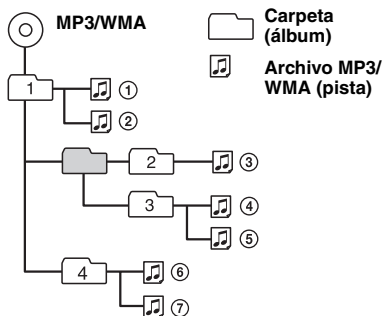 MP3/WMA
Carpeta
(álbum)
Archivo MP3/
WMA (pista)
1
①
②
2
③
3
④
⑤
4
⑥
⑦